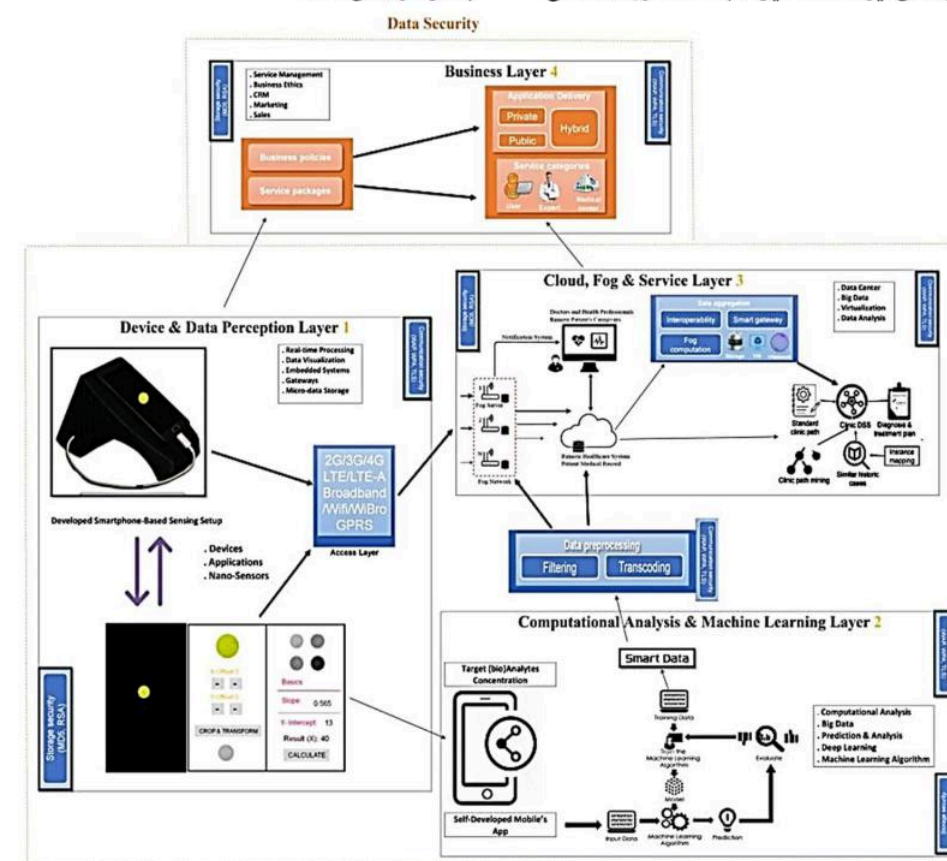 Data Security
Business Layer 4
. Service Management
. Business Ethics
. CRM
. Marketing
. Sales
Application Delivery
Private
Public
Hybrid
Business policies
Service packages
Service categories
User
Expert
Medical center
Cloud, Fog & Service Layer 3
. Data Center
. Big Data
. Virtualization
. Data Analysis
Data aggregation
Interoperability
Smart gateway
Fog computation
Storage
Doctors and Health Professionals
Notification System
Fog Server
Fog Network
Remote Healthcare System
Patient Medical Record
Standard clinic path
Clinic DSS
Diagnose & treatment plan
Clinic path mining
Similar historic cases
Instance mapping
Device & Data Perception Layer 1
. Real-time Processing
. Data Visualization
. Embedded Systems
. Gateways
. Micro-data Storage
2G/3G/4G
LTE/LTE-A
Broadband
/Wifi/WiBro
GPRS
Access Layer
Developed Smartphone-Based Sensing Setup
. Devices
. Applications
. Nano-Sensors
CROP & TRANSFORM
Basics
Slope: 0.565
Y- Intercept: 13
Result (X): 40
CALCULATE
Storage security
(MD5, RSA)
Data preprocessing
Filtering
Transcoding
Communication security
Computational Analysis & Machine Learning Layer 2
Smart Data
Target (bio)Analytes
Concentration
Training Data
Train the
Machine Learning
Algorithm
Model
Evaluate
. Computational Analysis
. Big Data
. Prediction & Analysis
. Deep Learning
. Machine Learning Algorithm
Self-Developed Mobile's
App
Input Data
Machine Learning
Algorithm
Prediction